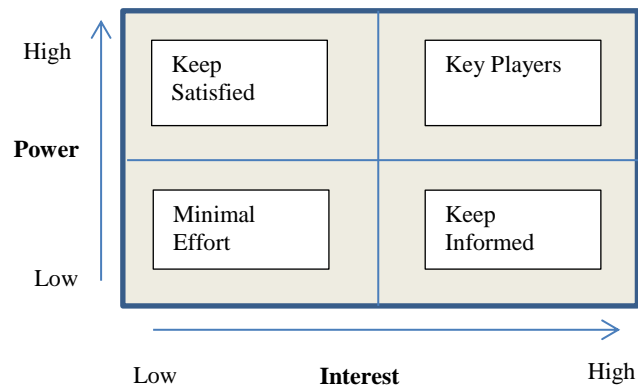 High
Keep
Satisfied
Key Players
Power
Minimal
Effort
Keep
Informed
Low
Low
Interest
High